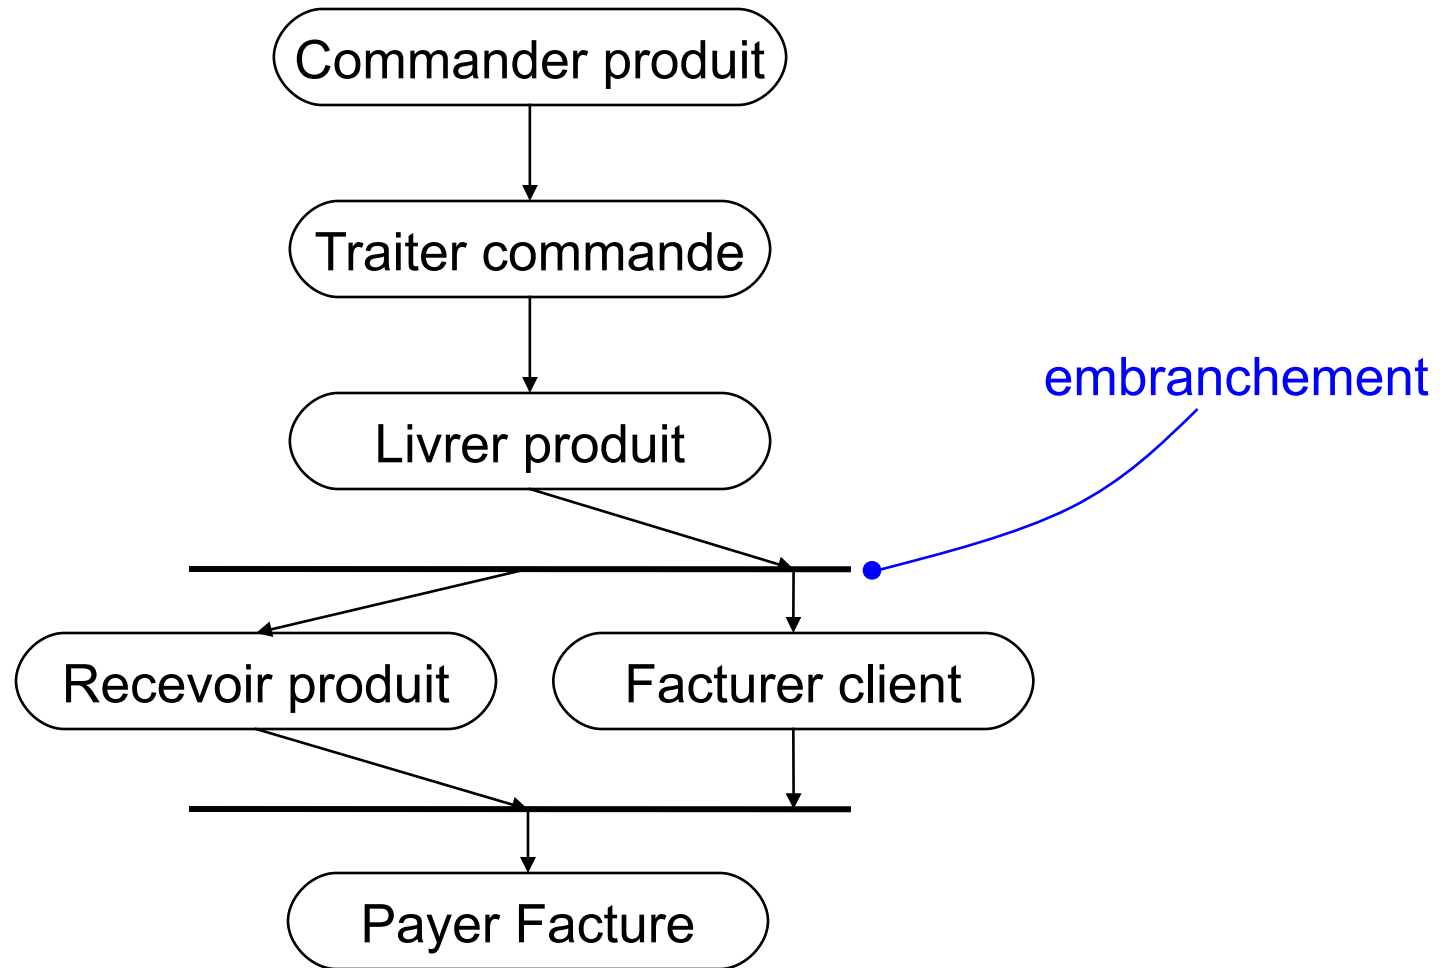 Commander produit
Traiter commande
embranchement
Livrer produit
Recevoir produit
Facturer client
Payer Facture